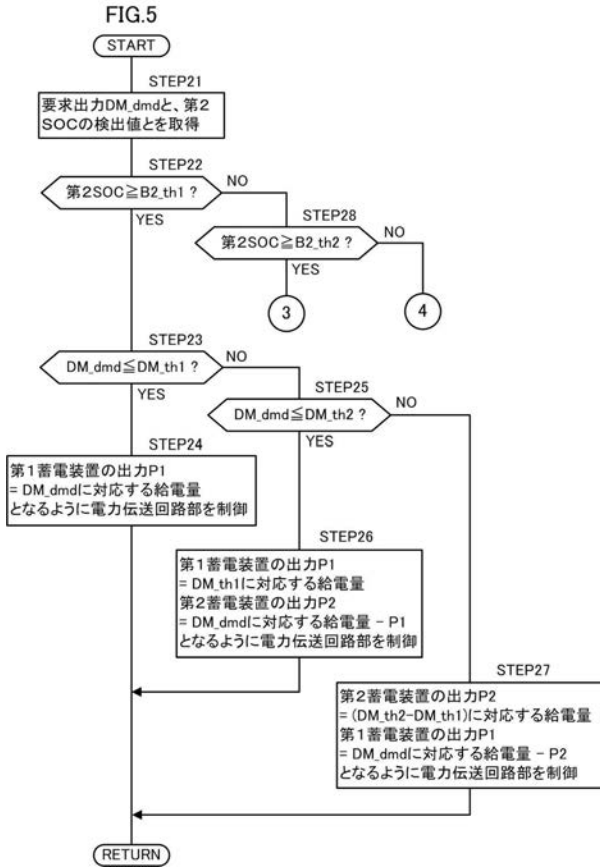 FIG.5
START
STEP21
要求出力DM_dmdと、第2
SOCの検出値とを取得
STEP22
第2SOC≧B2_th1 ?
NO
YES
STEP28
第2SOC≧B2_th2 ?
NO
YES
3
4
STEP23
DM_dmd≦DM_th1 ?
NO
YES
STEP25
DM_dmd≦DM_th2 ?
NO
YES
STEP24
第1蓄電装置の出力P1
= DM_dmdに対応する給電量
となるように電力伝送回路部を制御
STEP26
第1蓄電装置の出力P1
= DM_th1に対応する給電量
第2蓄電装置の出力P2
= DM_dmdに対応する給電量 - P1
となるように電力伝送回路部を制御
STEP27
第2蓄電装置の出力P2
= (DM_th2-DM_th1)に対応する給電量
第1蓄電装置の出力P1
= DM_dmdに対応する給電量 - P2
となるように電力伝送回路部を制御
RETURN